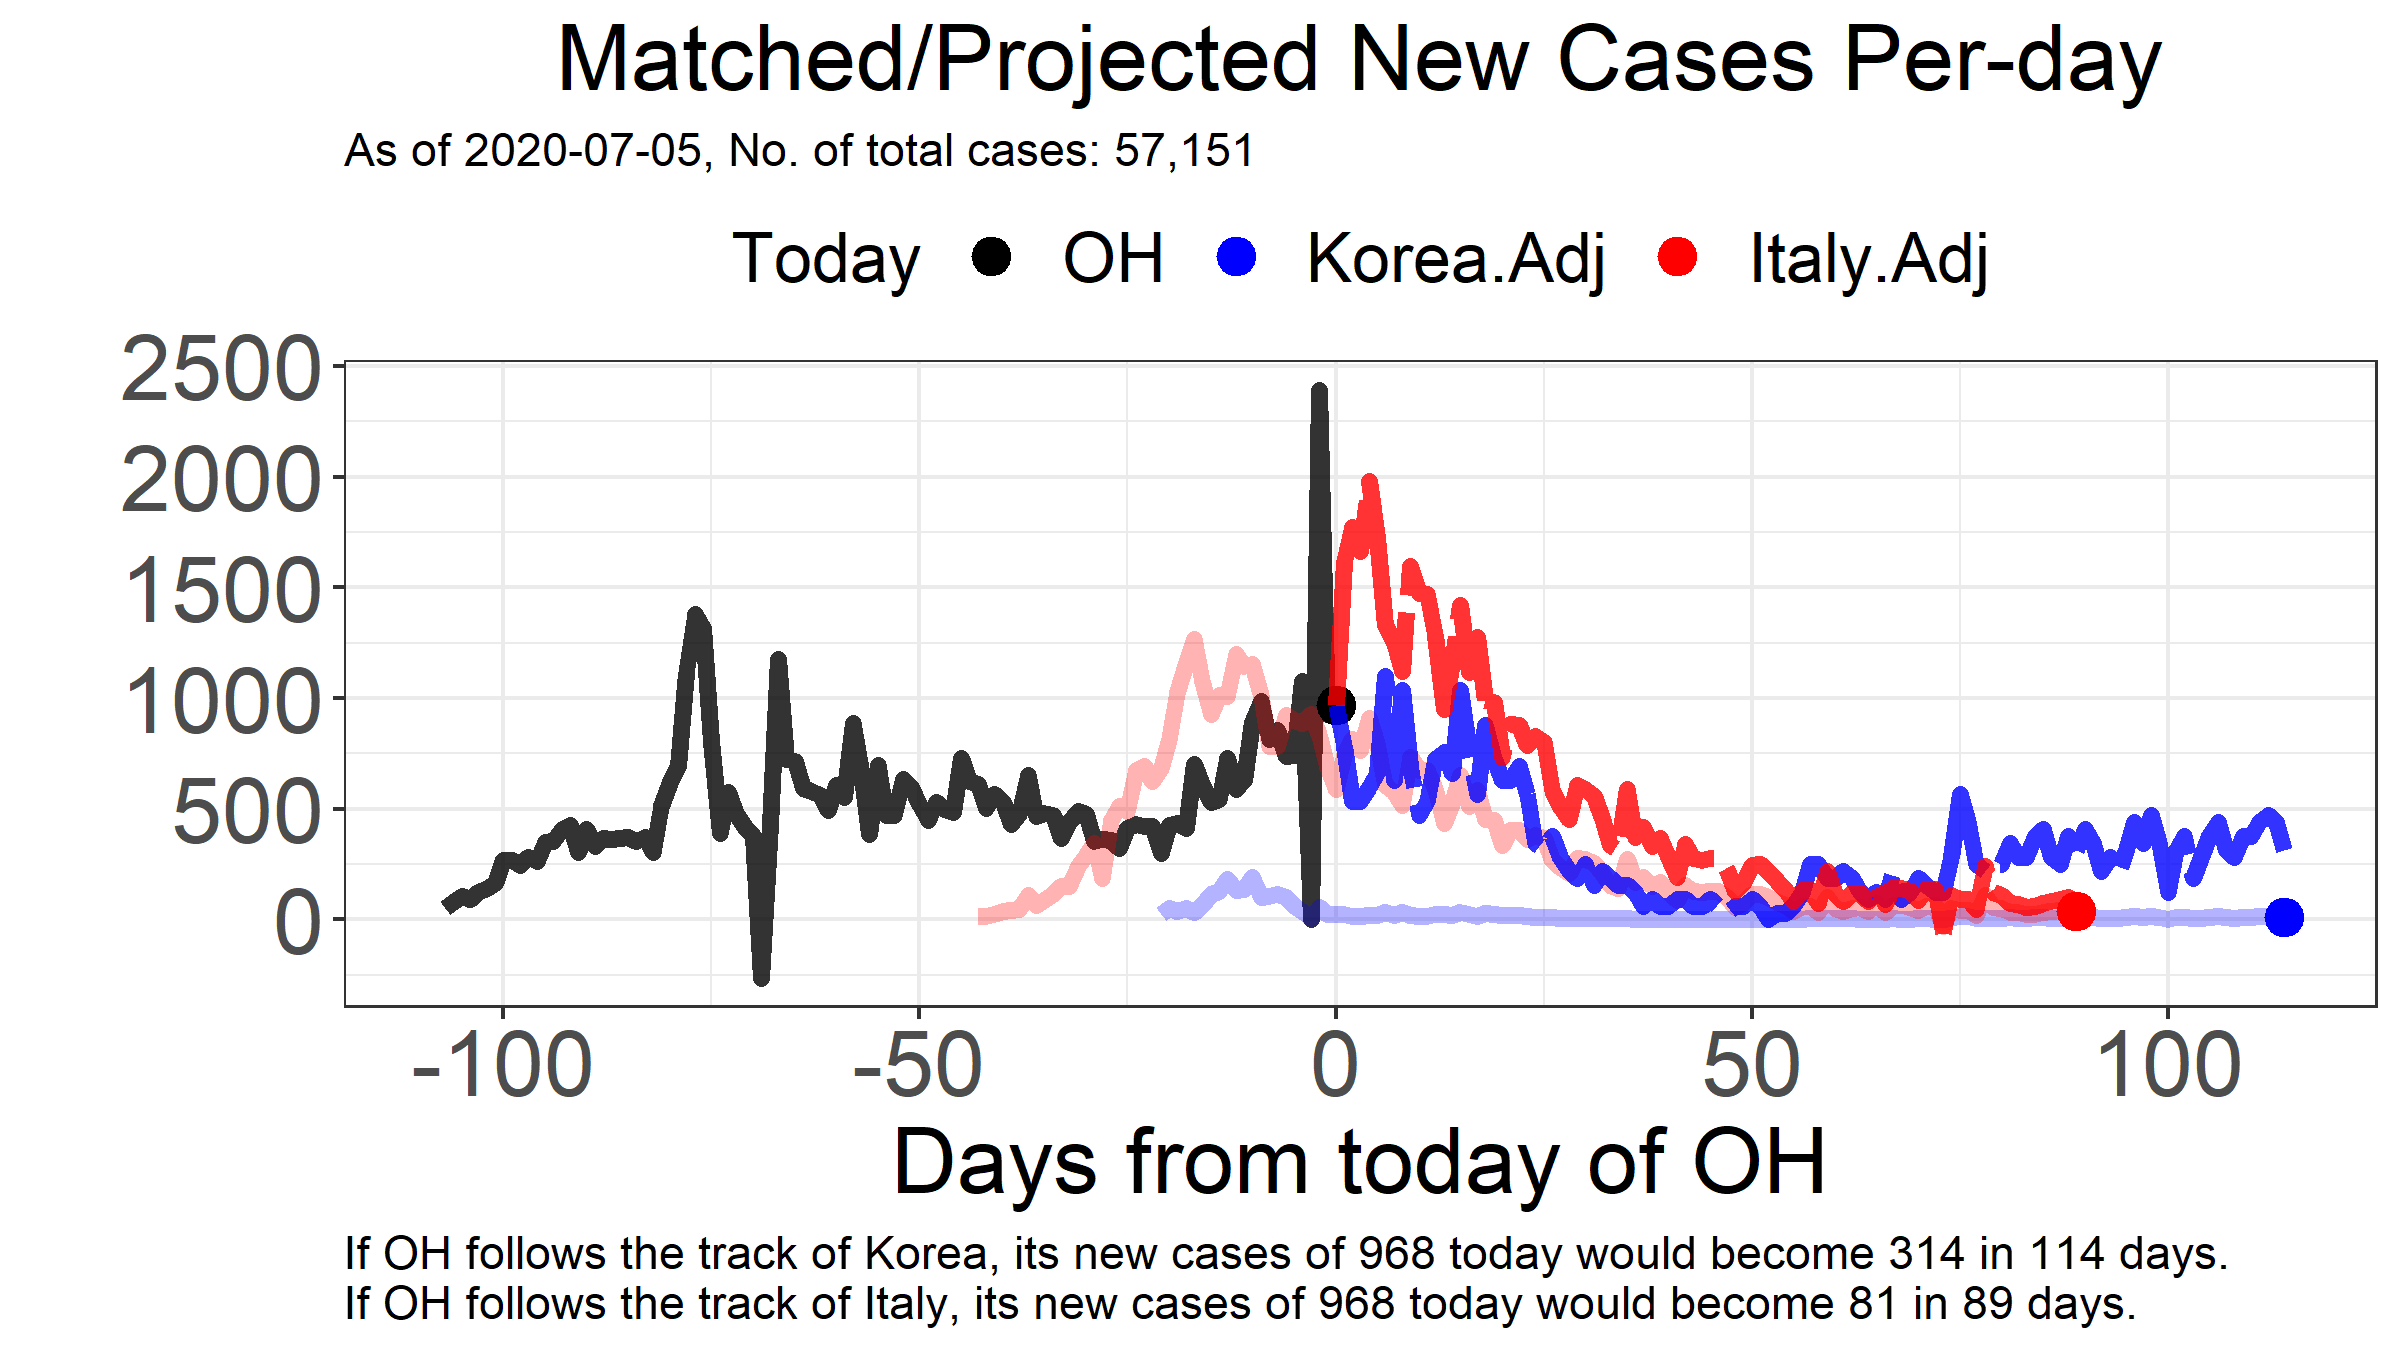 Matched/Projected New Cases Per-day
As of 2020-07-05, No. of total cases: 57,151
Today OH Korea.Adj Italy.Adj
2500
2000
1500
1000
500
0
-100 -50 0 50 100
Days from today of OH
If OH follows the track of Korea, its new cases of 968 today would become 314 in 114 days.
If OH follows the track of Italy, its new cases of 968 today would become 81 in 89 days.